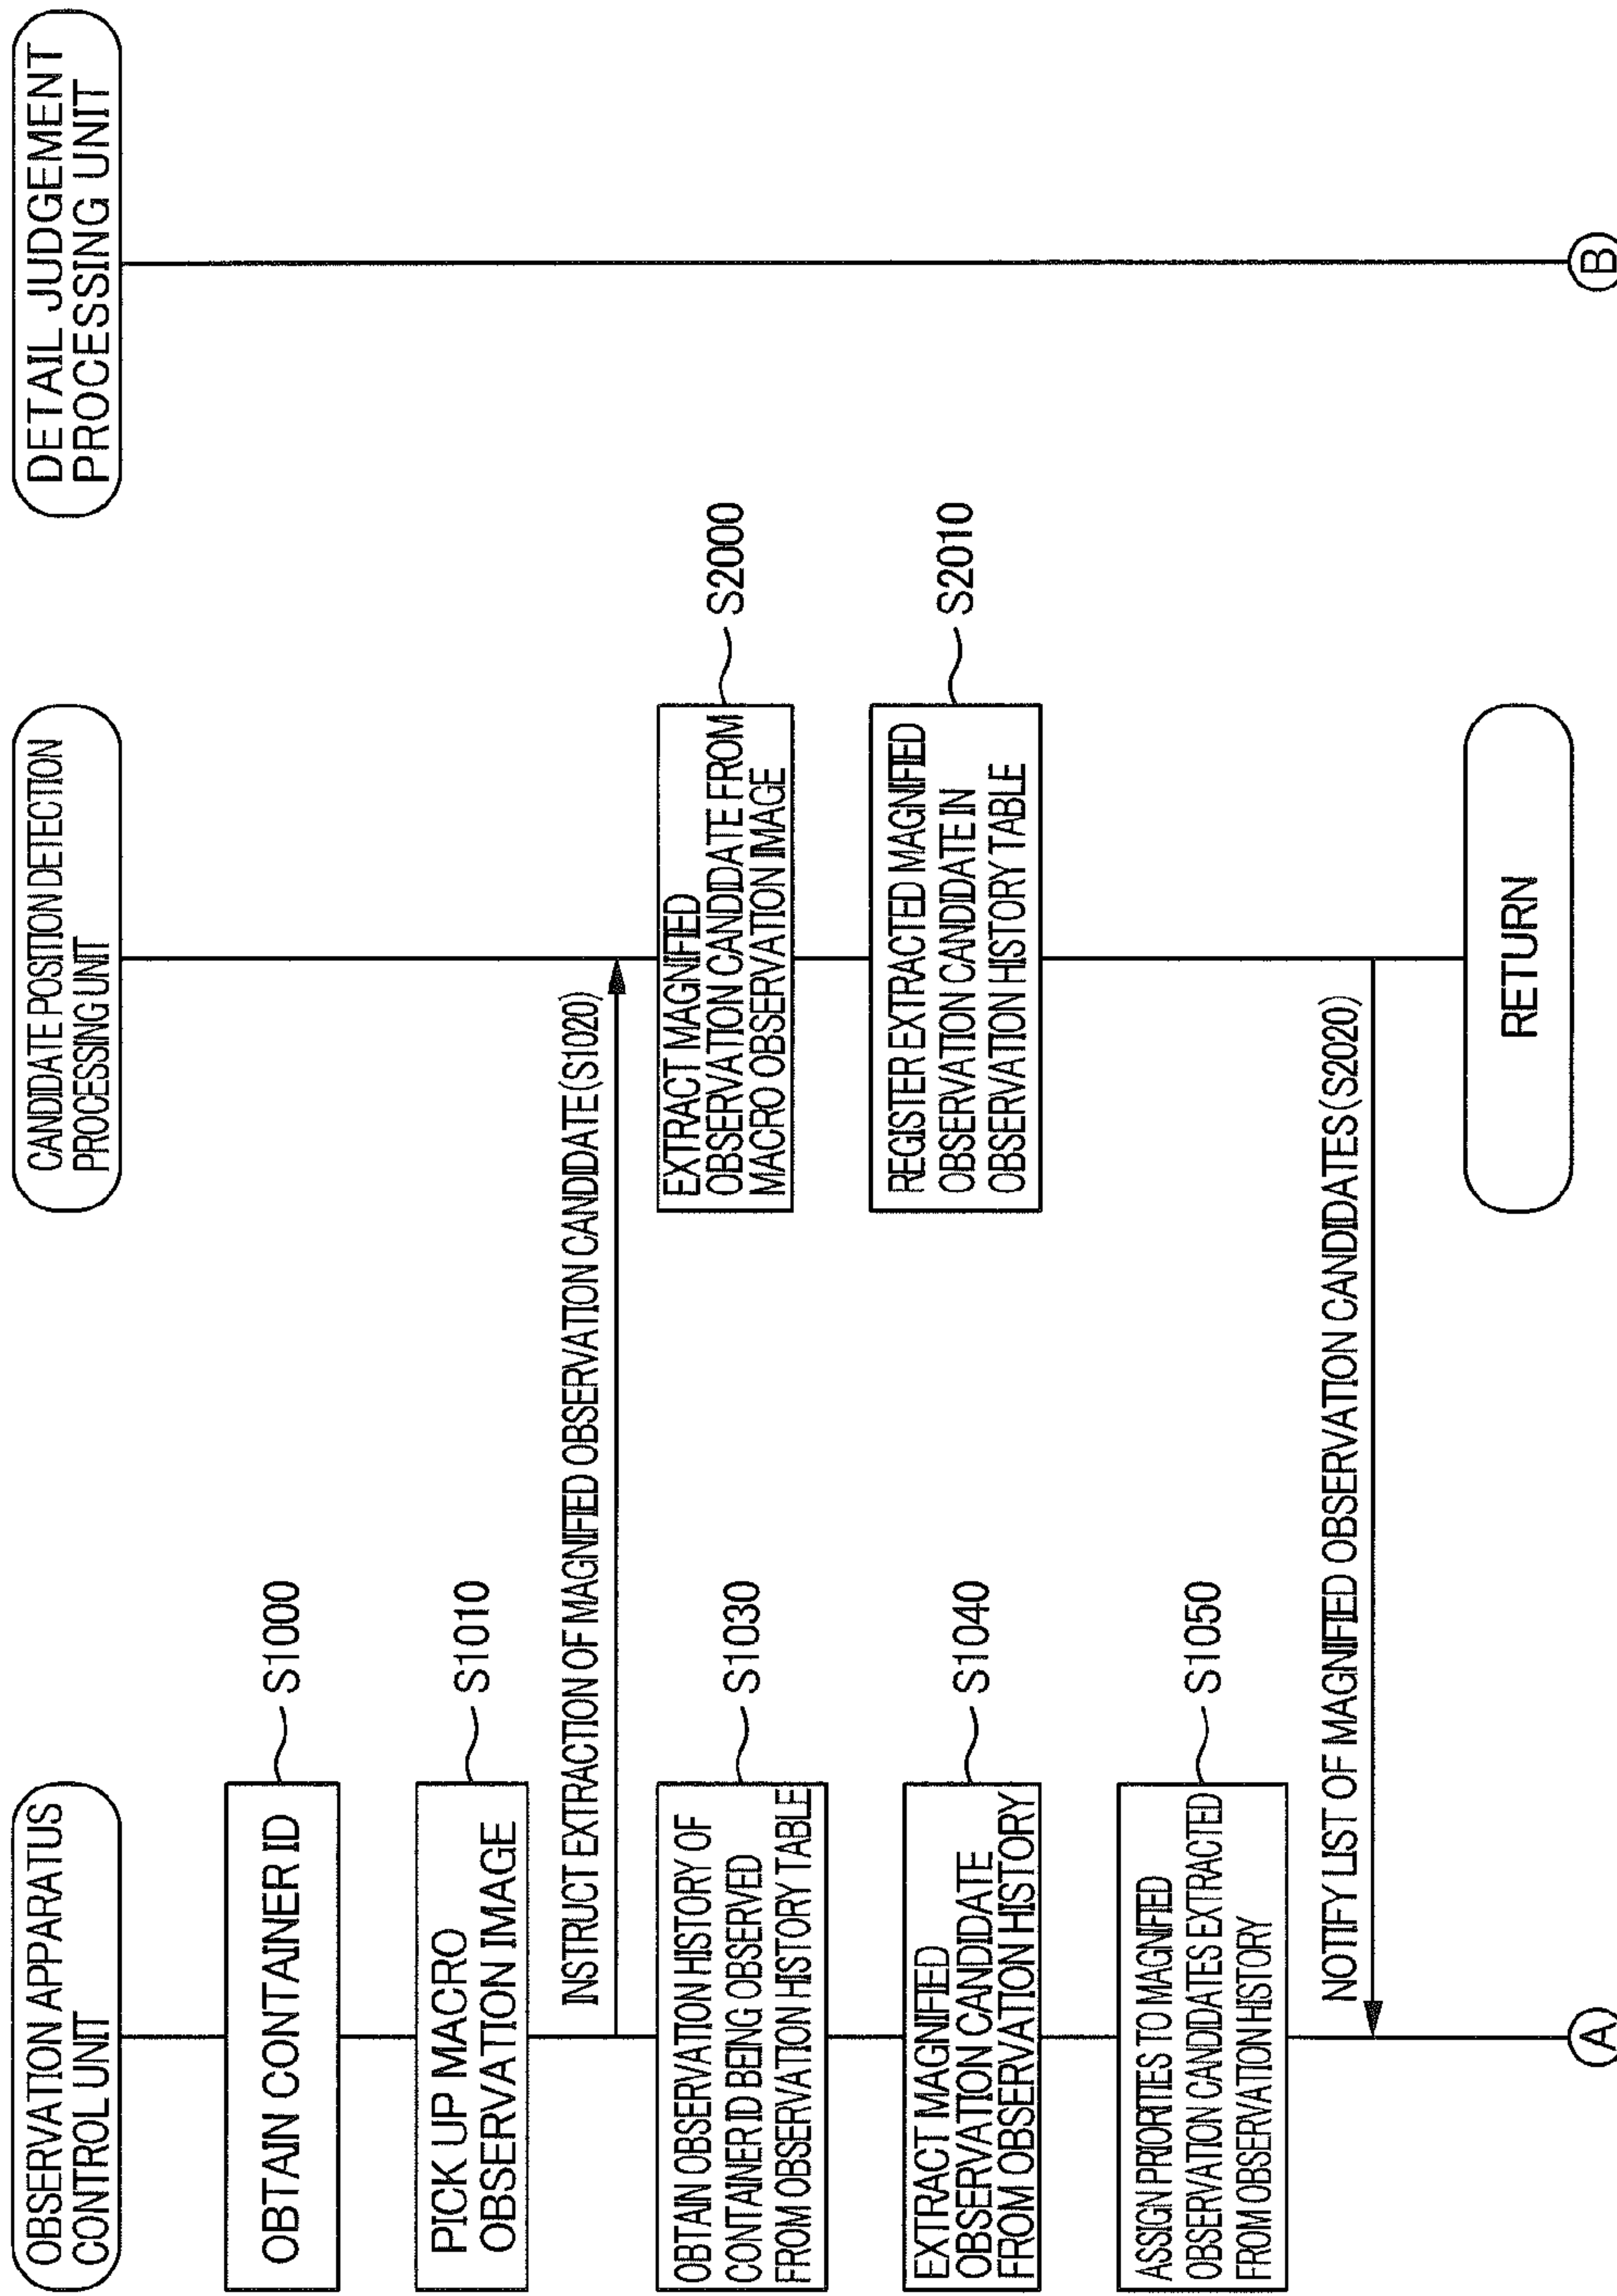 OBSERVATION APPARATUS
CONTROL UNIT
CANDIDATE POSITION DETECTION
PROCESSING UNIT
DETAIL JUDGEMENT
PROCESSING UNIT
OBTAIN CONTAINER ID
S1000
PICK UP MACRO
OBSERVATION IMAGE
S1010
INSTRUCT EXTRACTION OF MAGNIFIED OBSERVATION CANDIDATE(S1020)
OBTAIN OBSERVATION HISTORY OF
CONTAINER ID BEING OBSERVED
FROM OBSERVATION HISTORY TABLE
S1030
EXTRACT MAGNIFIED
OBSERVATION CANDIDATE FROM
MACRO OBSERVATION IMAGE
S2000
EXTRACT MAGNIFIED
OBSERVATION CANDIDATE
FROM OBSERVATION HISTORY
S1040
REGISTER EXTRACTED MAGNIFIED
OBSERVATION CANDIDATE IN
OBSERVATION HISTORY TABLE
S2010
ASSIGN PRIORITIES TO MAGNIFIED
OBSERVATION CANDIDATES EXTRACTED
FROM OBSERVATION HISTORY
S1050
NOTIFY LIST OF MAGNIFIED OBSERVATION CANDIDATES(S2020)
RETURN
A
B